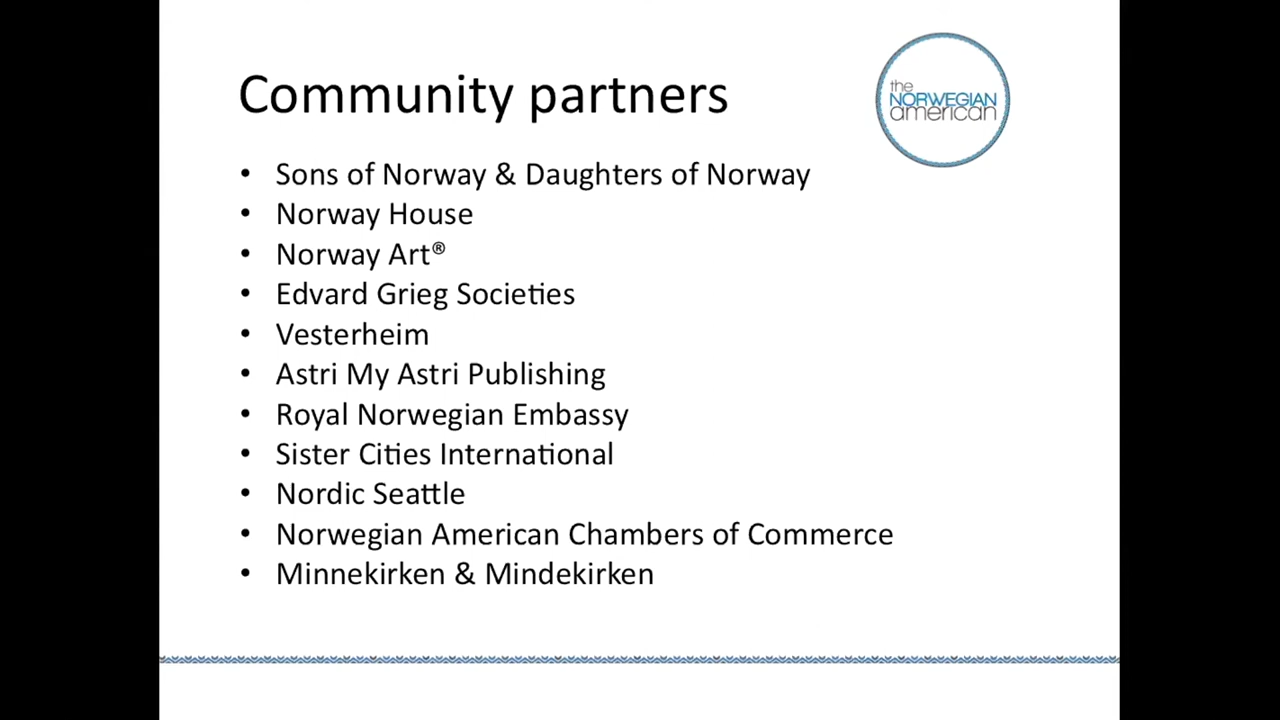 Community partners
the
NORWEGIAN
american
• Sons of Norway & Daughters of Norway
• Norway House
• Norway Art®
• Edvard Grieg Societies
• Vesterheim
• Astri My Astri Publishing
• Royal Norwegian Embassy
• Sister Cities International
• Nordic Seattle
• Norwegian American Chambers of Commerce
• Minnekirken & Mindekirken